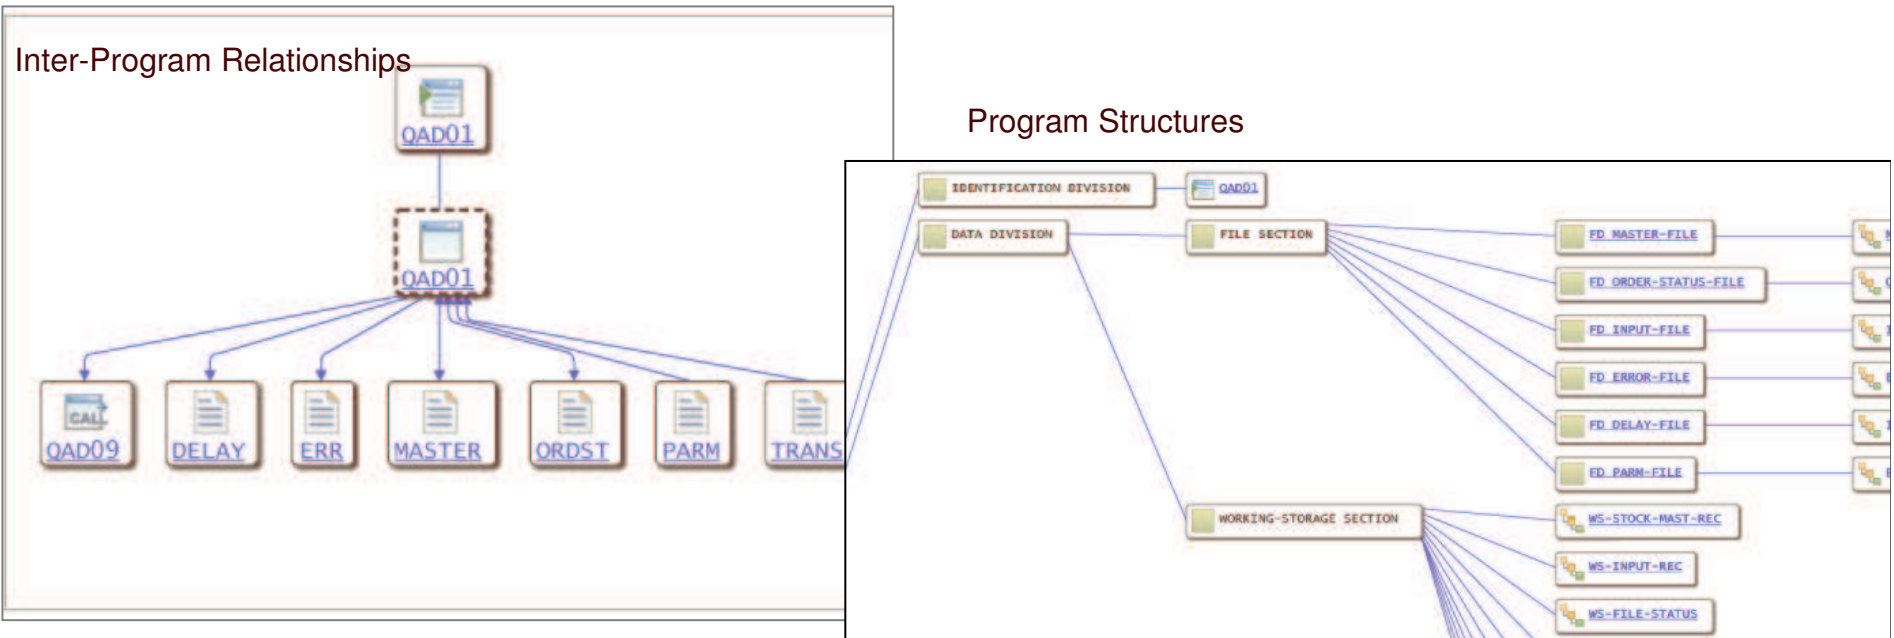 Inter-Program Relationships
QAD01
QAD01
CALL
QAD09
DELAY
ERR
MASTER
ORDST
PARM
TRANS
Program Structures
IDENTIFICATION DIVISION
QAD01
DATA DIVISION
FILE SECTION
FD MASTER-FILE
FD ORDER-STATUS-FILE
FD INPUT-FILE
FD ERROR-FILE
FD DELAY-FILE
FD PARM-FILE
WORKING-STORAGE SECTION
WS-STOCK-MAST-REC
WS-INPUT-REC
WS-FILE-STATUS